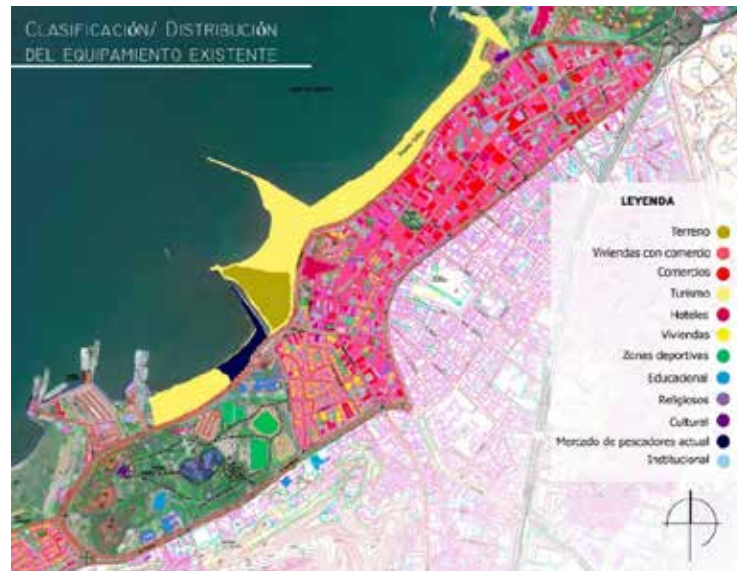 CLASIFICACIÓN/ DISTRIBUCIÓN
DEL EQUIPAMIENTO EXISTENTE
LEYENDA
Terreno
Viviendas con comercio
Comercios
Turismo
Hoteles
Viviendas
Zonas deportivas
Educacional
Religiosos
Cultural
Mercado de pescadores actual
Institucional